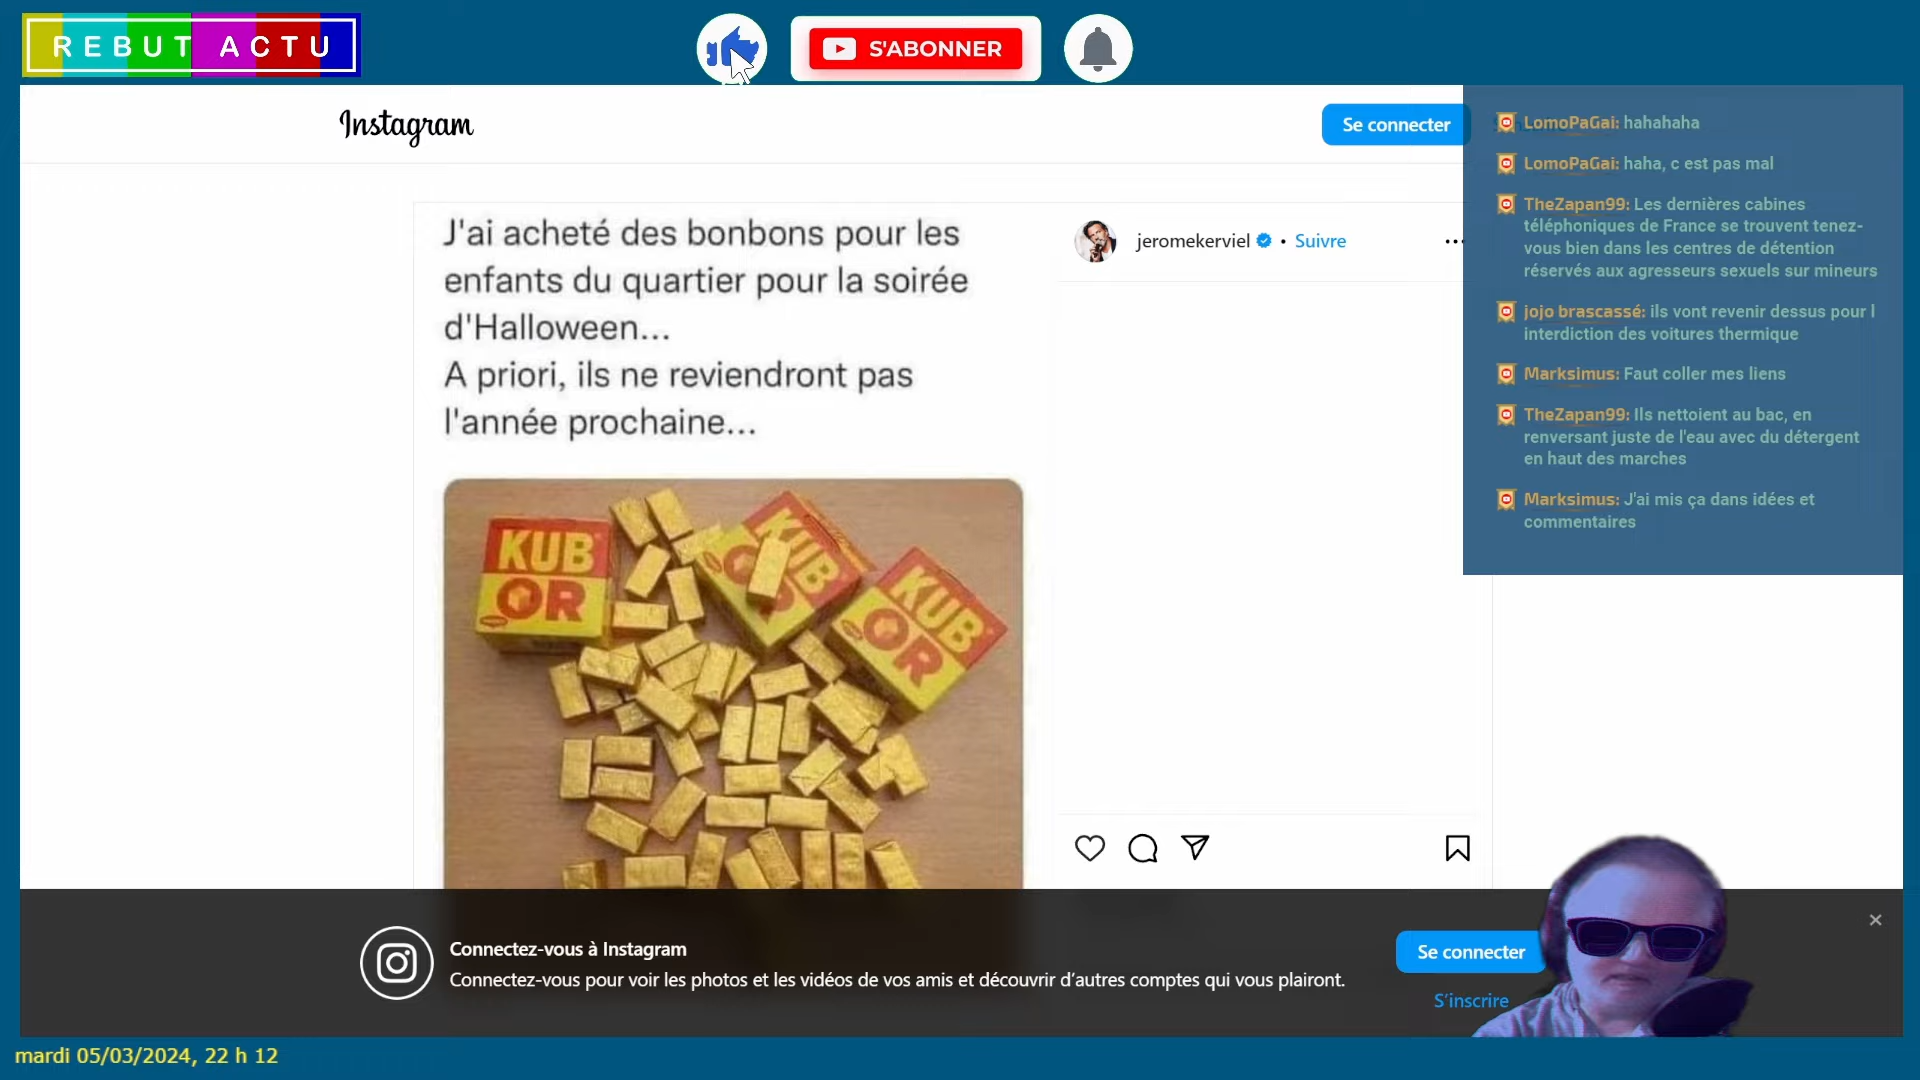 REBUT ACTU
S'ABONNER
Instagram
Se connecter
J'ai acheté des bonbons pour les
enfants du quartier pour la soirée
d'Halloween...
A priori, ils ne reviendront pas
l'année prochaine...
KUB
OR
KUB
KUB
OR
jeromekerviel • Suivre
LomoPaGai: hahahaha
LomoPaGai: haha, c est pas mal
TheZapan99: Les dernières cabines
téléphoniques de France se trouvent tenez-
vous bien dans les centres de détention
réservés aux agresseurs sexuels sur mineurs
jojo brascassé: ils vont revenir dessus pour l
interdiction des voitures thermique
Marksimus: Faut coller mes liens
TheZapan99: Ils nettoient au bac, en
renversant juste de l'eau avec du détergent
en haut des marches
Marksimus: J'ai mis ça dans idées et
commentaires
Connectez-vous à Instagram
Connectez-vous pour voir les photos et les vidéos de vos amis et découvrir d’autres comptes qui vous plairont.
Se connecter
S’inscrire
mardi 05/03/2024, 22 h 12